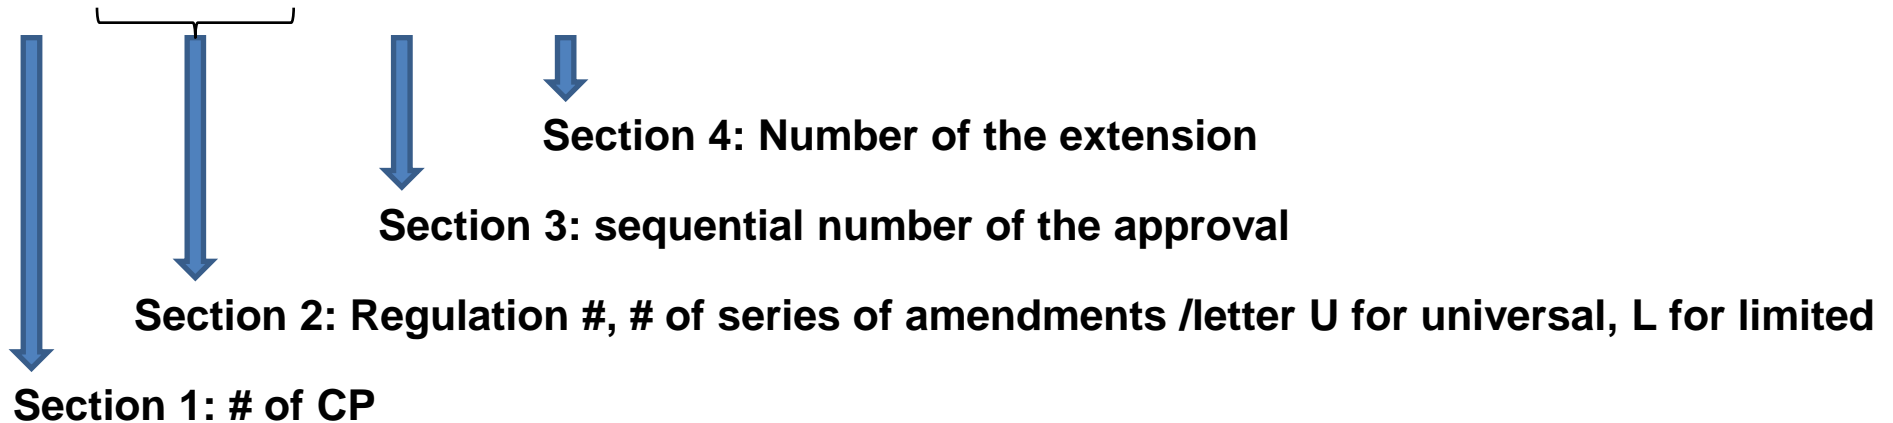 Section 4: Number of the extension
Section 3: sequential number of the approval
Section 2: Regulation #, # of series of amendments /letter U for universal, L for limited
Section 1: # of CP